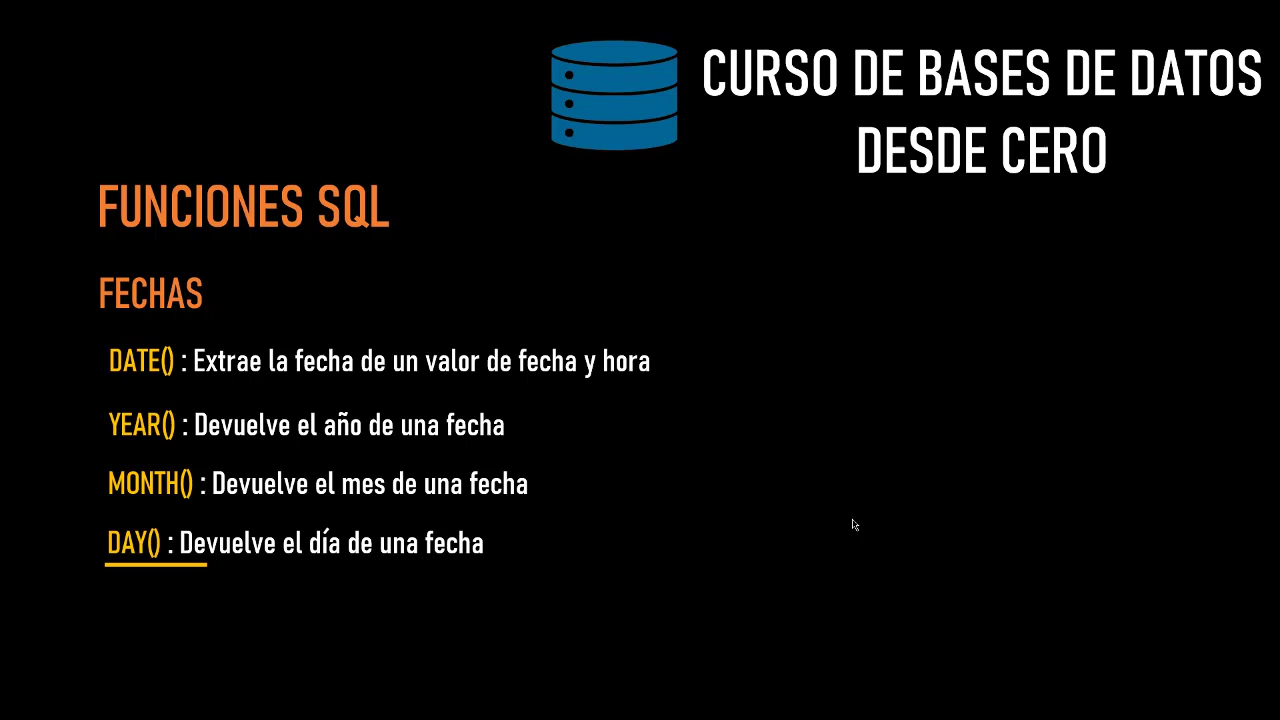 CURSO DE BASES DE DATOS
DESDE CERO
FUNCIONES SQL
FECHAS
DATE() : Extrae la fecha de un valor de fecha y hora
YEAR() : Devuelve el año de una fecha
MONTH() : Devuelve el mes de una fecha
DAY() : Devuelve el día de una fecha